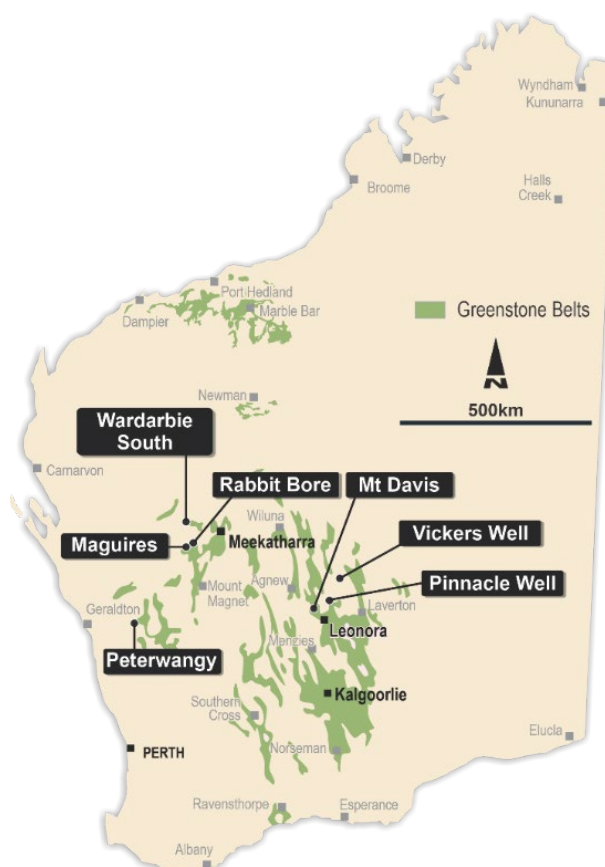 Wyndham
Kununurra
Derby
Broome
Halls
Creek
Port Hedland
Dampier
Marble Bar
Greenstone Belts
N
500km
Newman
Wardarbie
South
Carnarvon
Rabbit Bore
Mt Davis
Wiluna
Vickers Well
Maguires
Meekatharra
Agnew
Pinnacle Well
Mount
Magnet
Laverton
Geraldton
Leonora
Peterwangy
Menzies
Kalgoorlie
Southern
Cross
Elucla
PERTH
Norseman
Ravensthorpe
Esperance
Albany